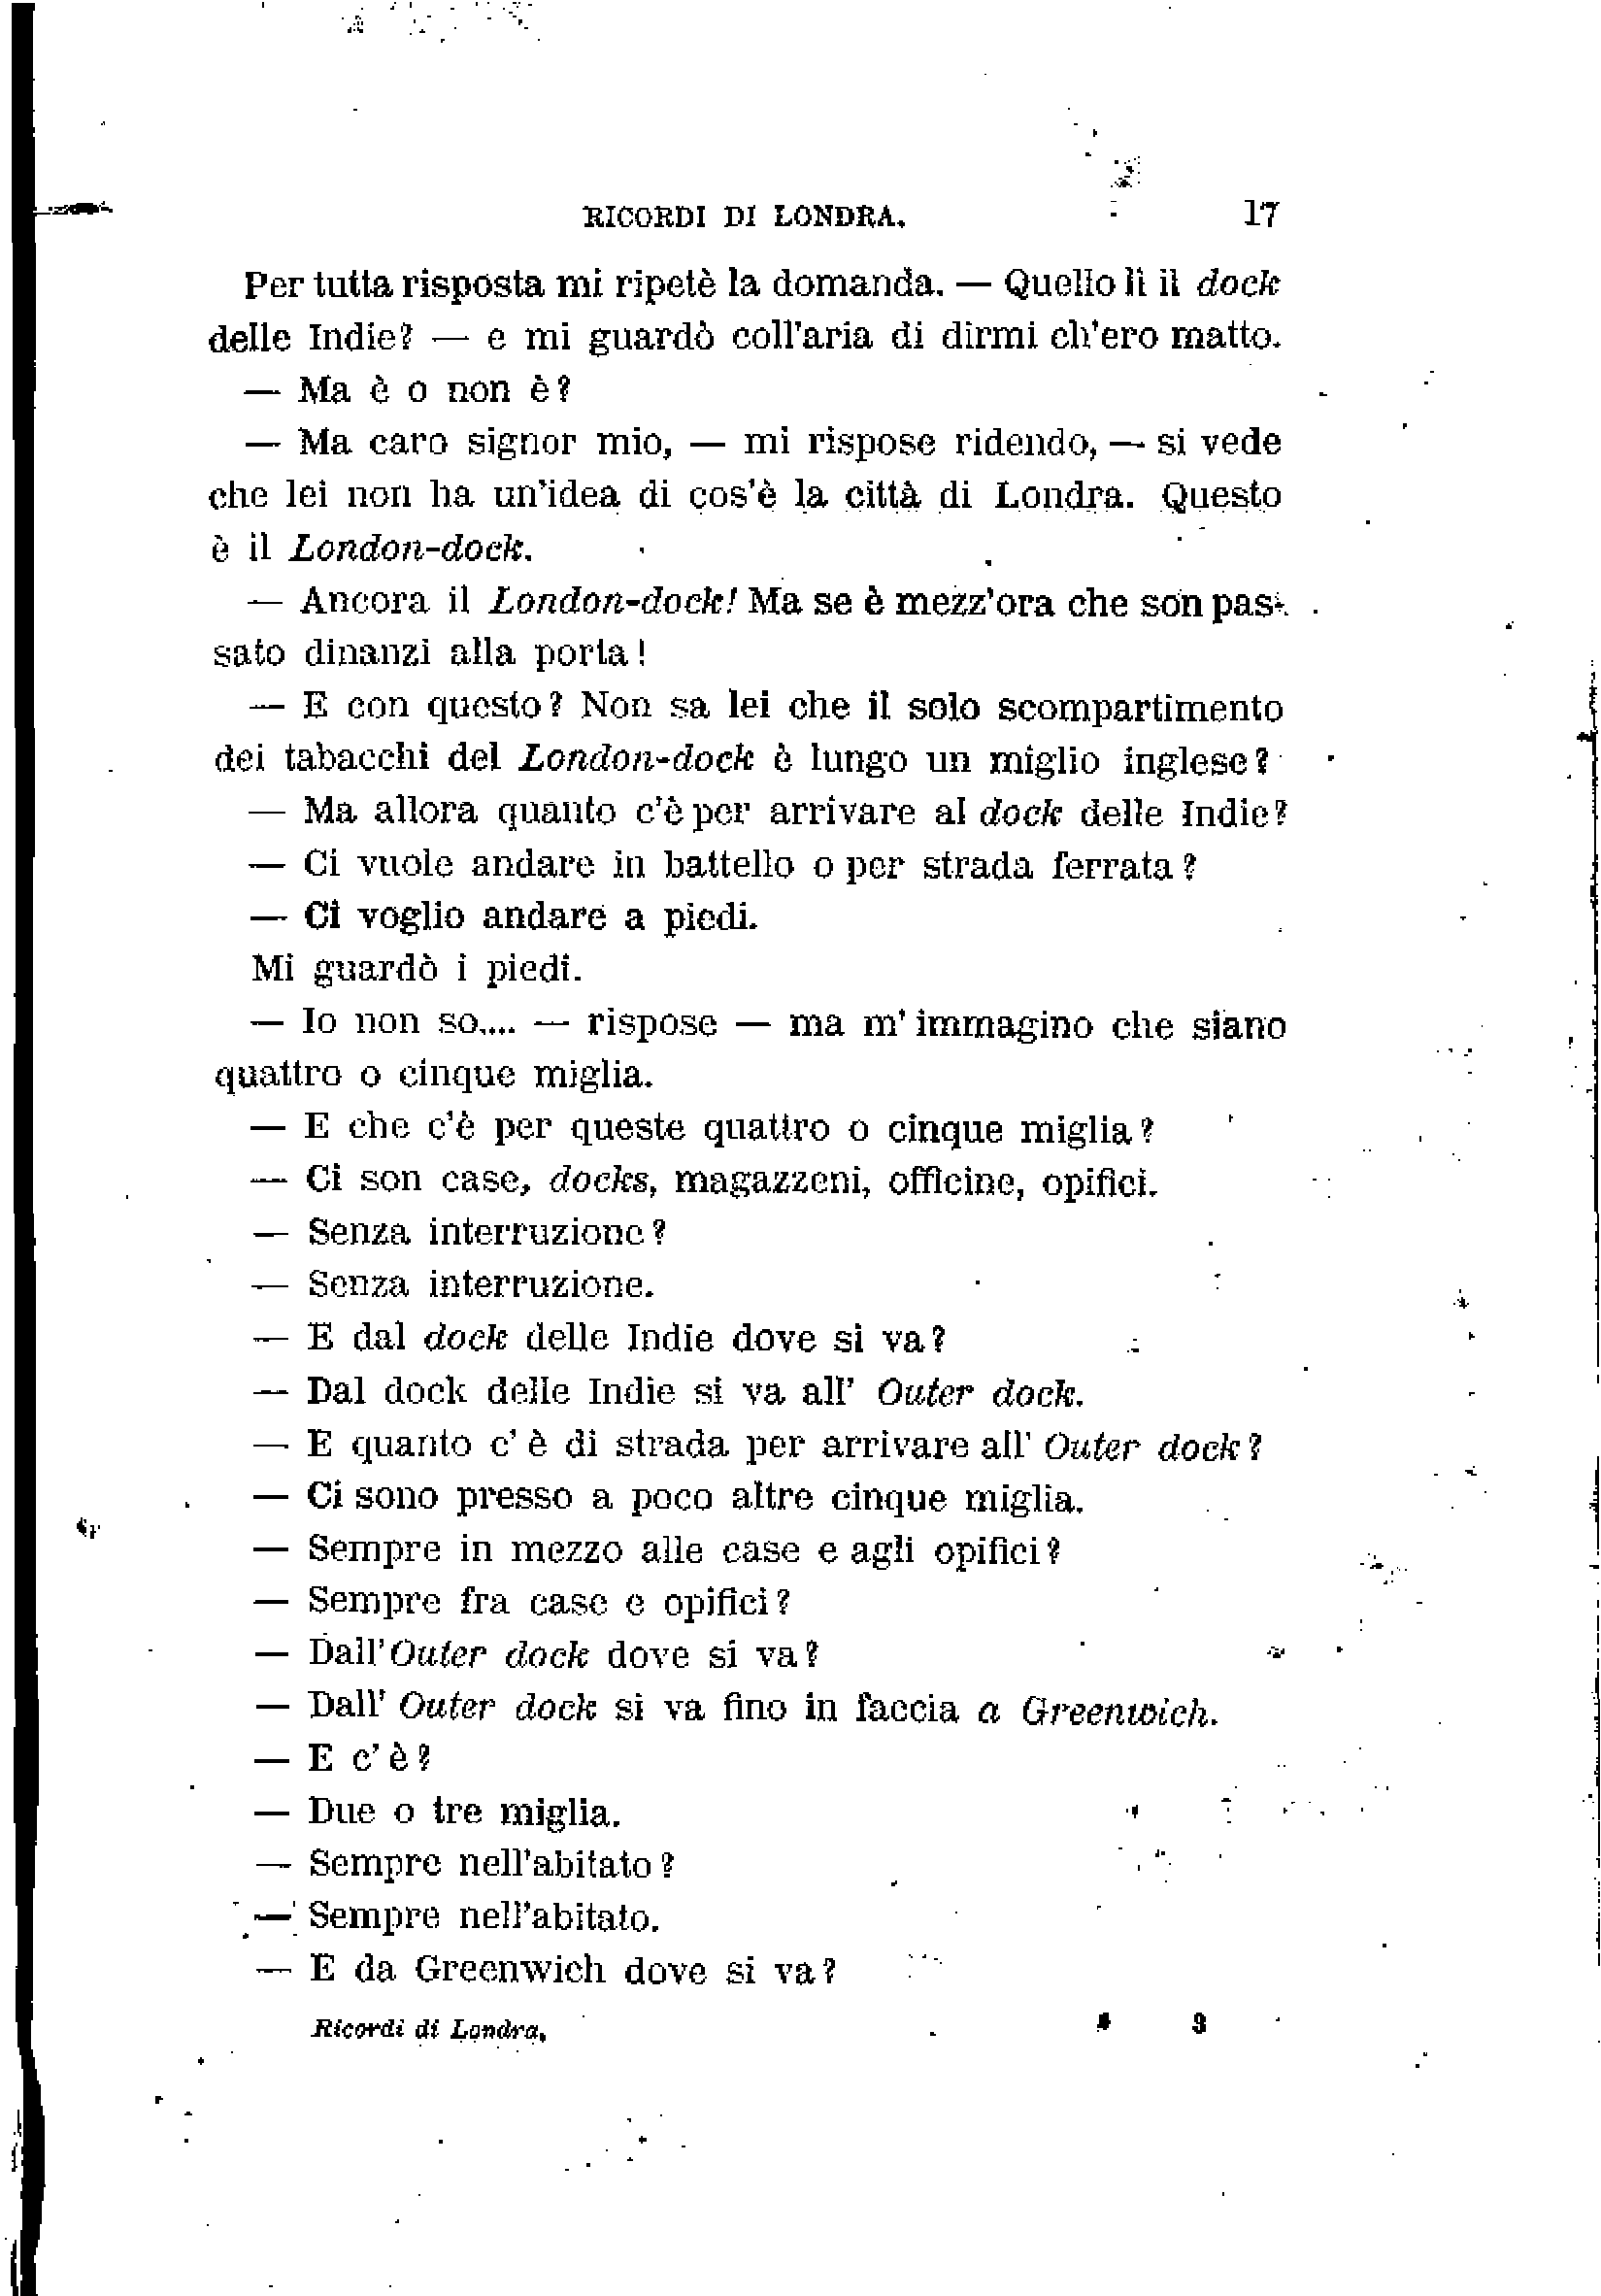 RICORDI DI LONDRA. 17
Per tutta risposta mi ripetè la domanda. — Quello lì il dock
delle Indie? — e mi guardò coll'aria di dirmi ch'ero matto.
— Ma è o non è?
— Ma caro signor mio, — mi rispose ridendo, — si vede
che lei non ha un'idea di cos'è la città di Londra. Questo
è il London-dock.
— Ancora il London-dock! Ma se è mezz'ora che son pas-
sato dinanzi alla porta!
— E con questo? Non sa lei che il solo scompartimento
dei tabacchi del London-dock è lungo un miglio inglese?
— Ma allora quanto c'è per arrivare al dock delle Indie?
— Ci vuole andare in battello o per strada ferrata?
— Ci voglio andare a piedi.
Mi guardò i piedi.
— Io non so.... — rispose — ma m' immagino che siano
quattro o cinque miglia.
— E che c'è per queste quattro o cinque miglia?
— Ci son case, docks, magazzeni, officine, opifici.
— Senza interruzione?
— Senza interruzione.
— E dal dock delle Indie dove si va?
— Dal dock delle Indie si va all' Outer dock.
— E quanto c' è di strada per arrivare all' Outer dock?
— Ci sono presso a poco altre cinque miglia.
— Sempre in mezzo alle case e agli opifici?
— Sempre fra case e opifici?
— Dall'Outer dock dove si va?
— Dall' Outer dock si va fino in faccia a Greenwich.
— E c' è?
— Due o tre miglia.
— Sempre nell'abitato?
— Sempre nell'abitato.
— E da Greenwich dove si va?
Ricordi di Londra. 3